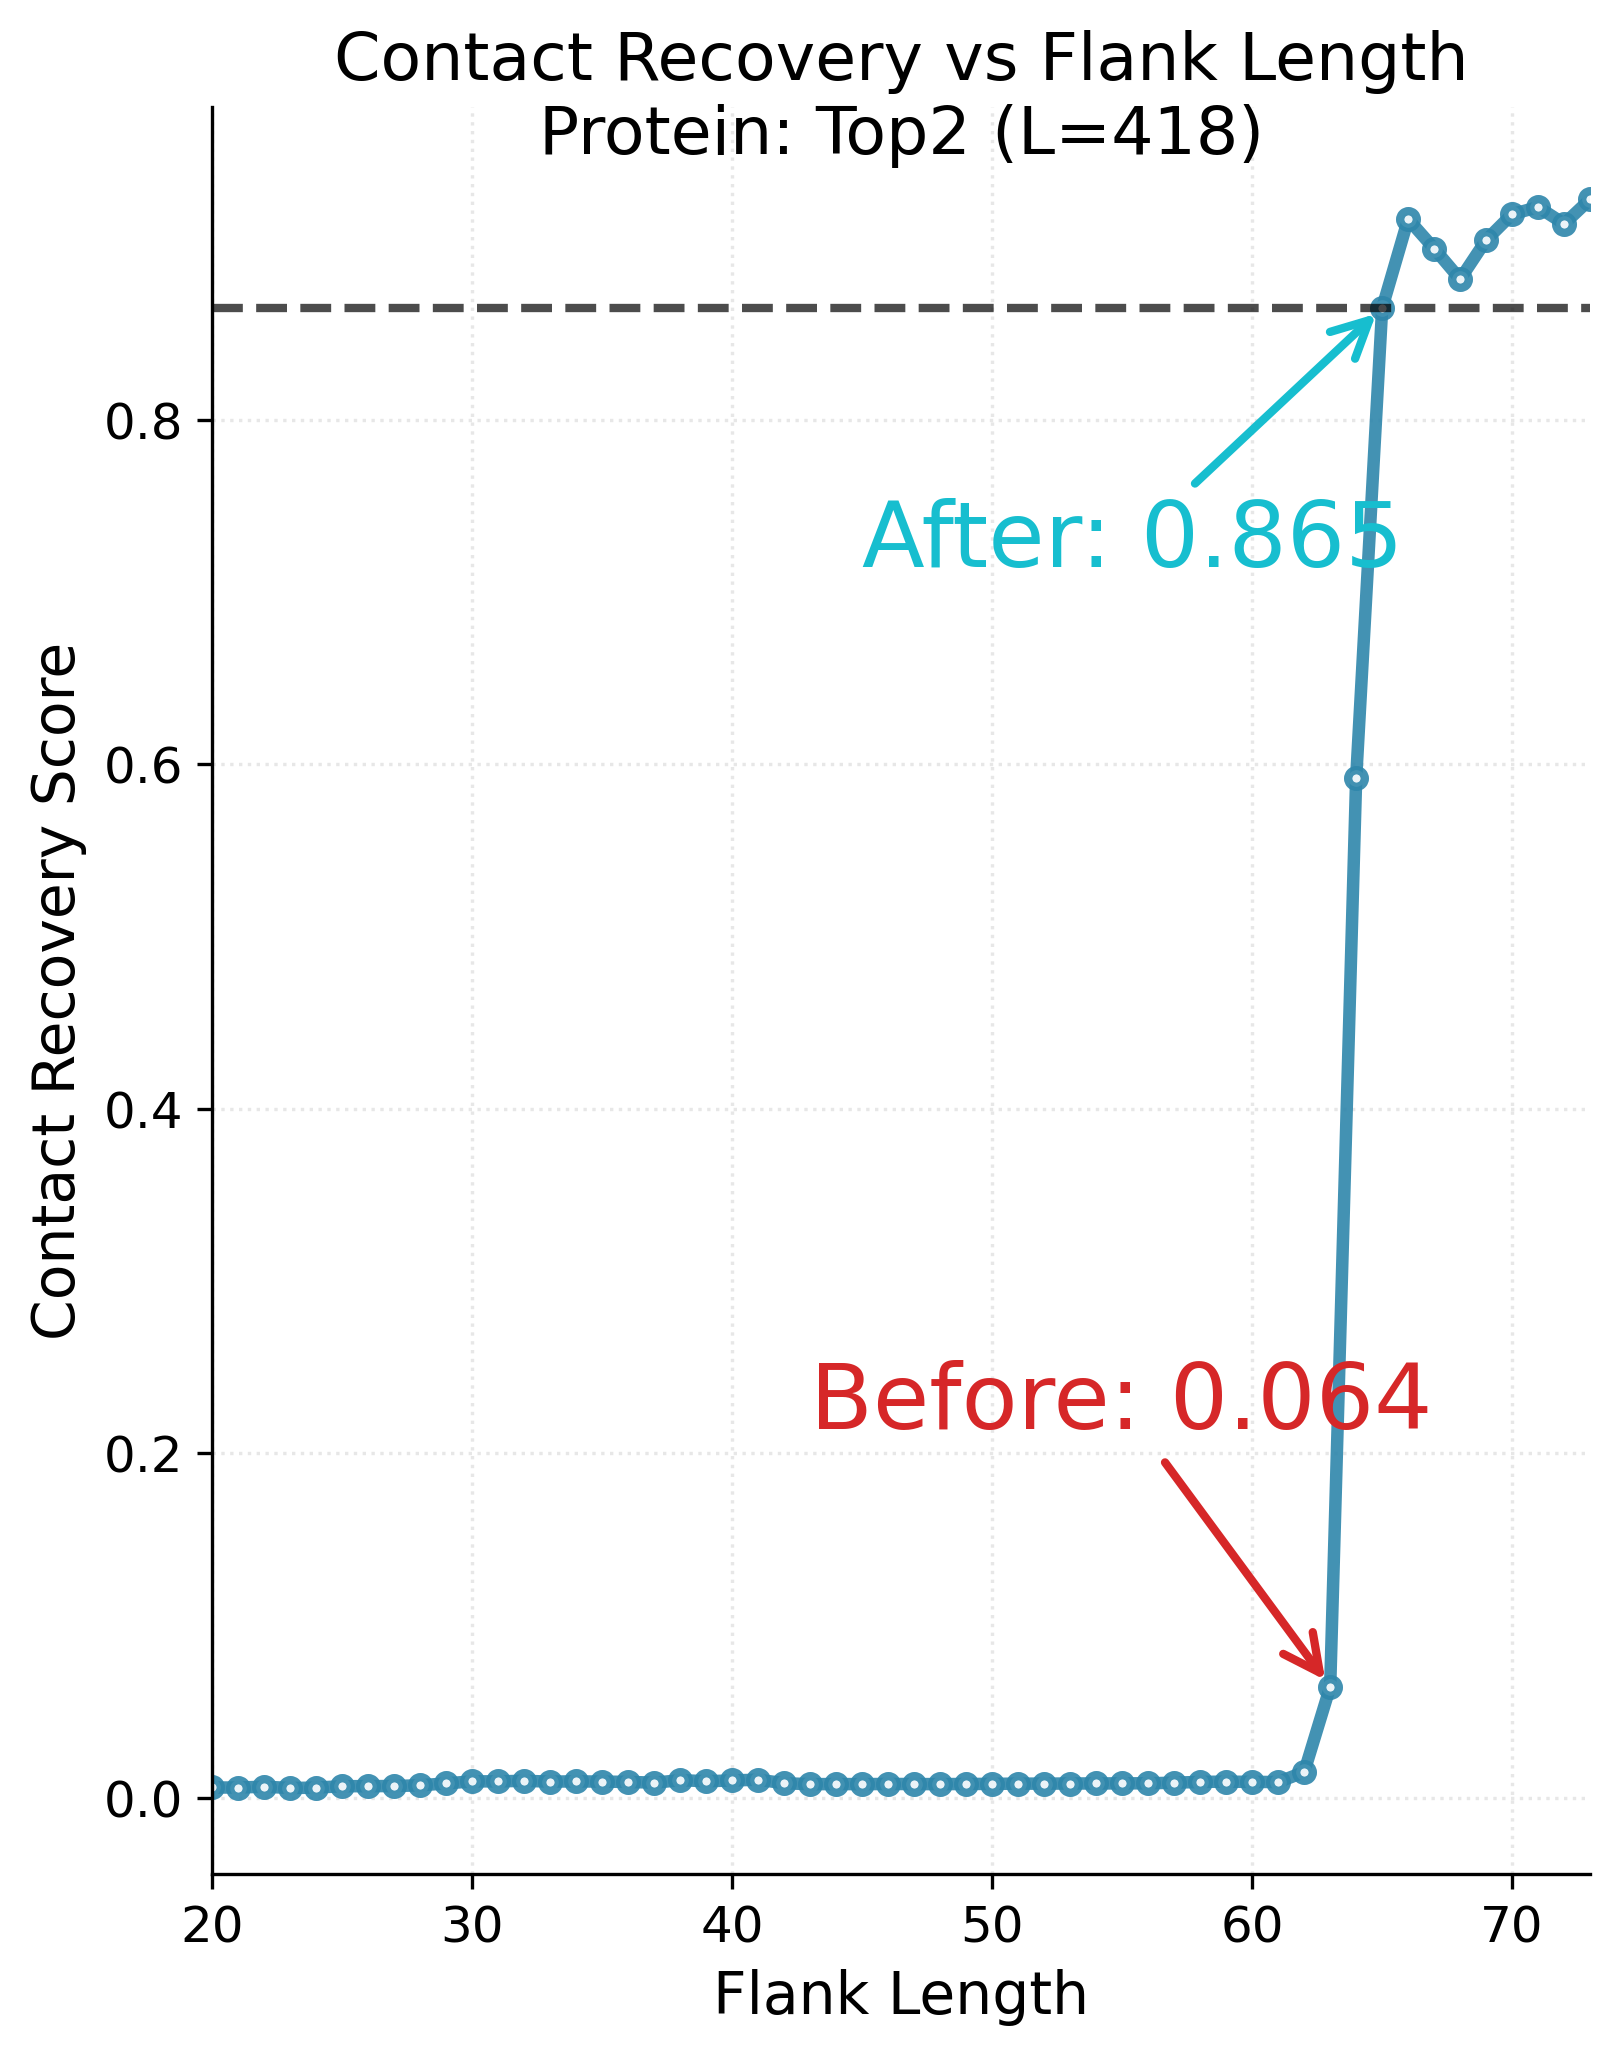 Contact Recovery vs Flank Length
Protein: Top2 (L=418)
Contact Recovery Score
0.8
0.6
0.4
0.2
0.0
After: 0.865
Before: 0.064
20
30
40
50
60
70
Flank Length